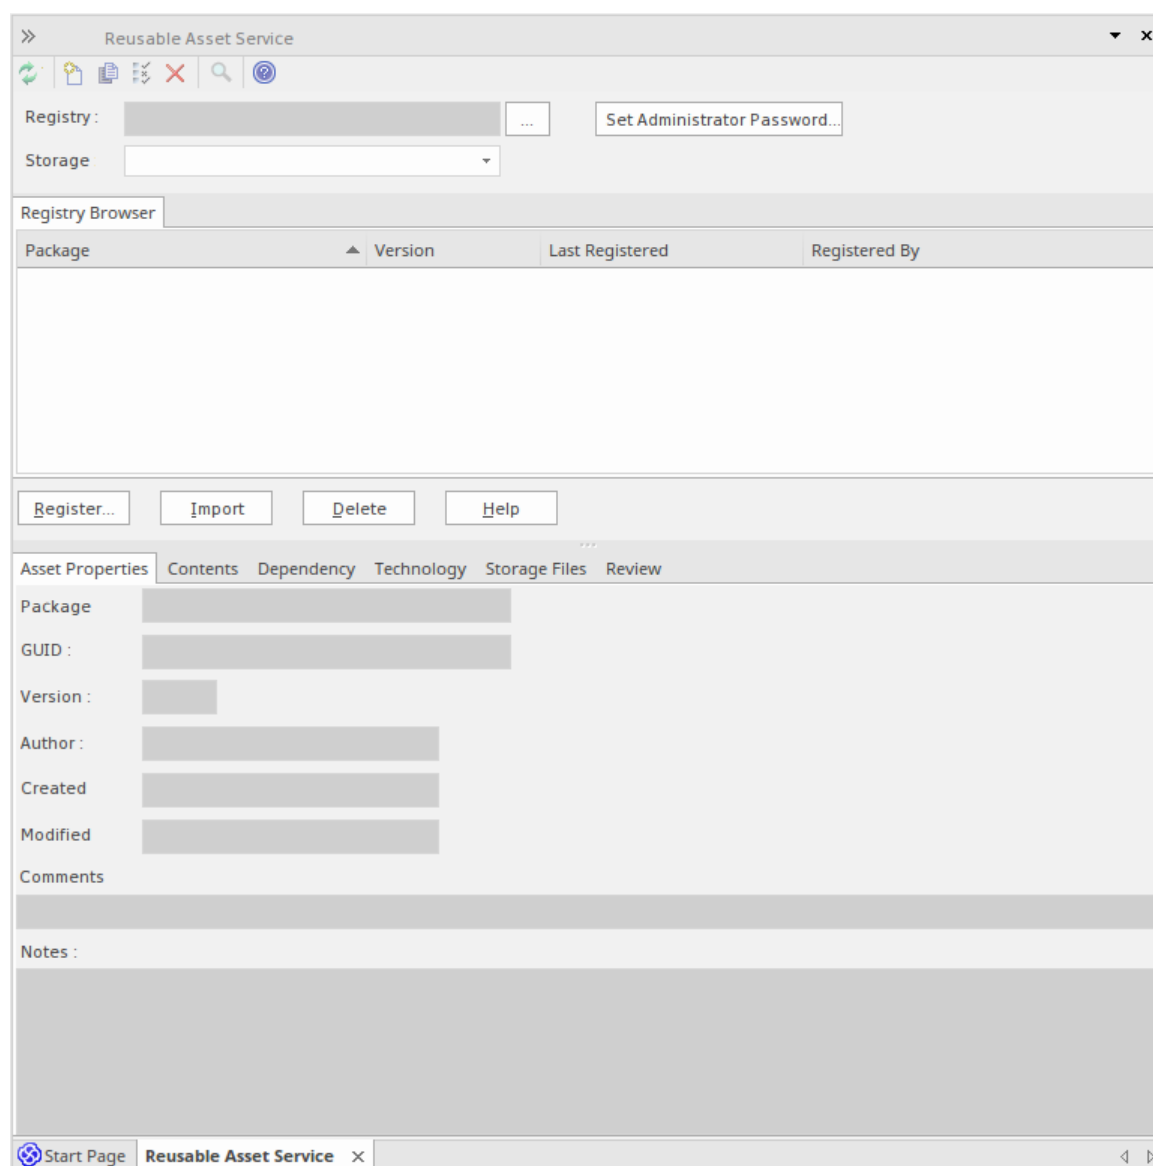 Reusable Asset Service
Registry : ... Set Administrator Password...
Storage
Registry Browser
Package Version Last Registered Registered By
Register... Import Delete Help
Asset Properties Contents Dependency Technology Storage Files Review
Package
GUID :
Version :
Author :
Created
Modified
Comments
Notes :
Start Page Reusable Asset Service